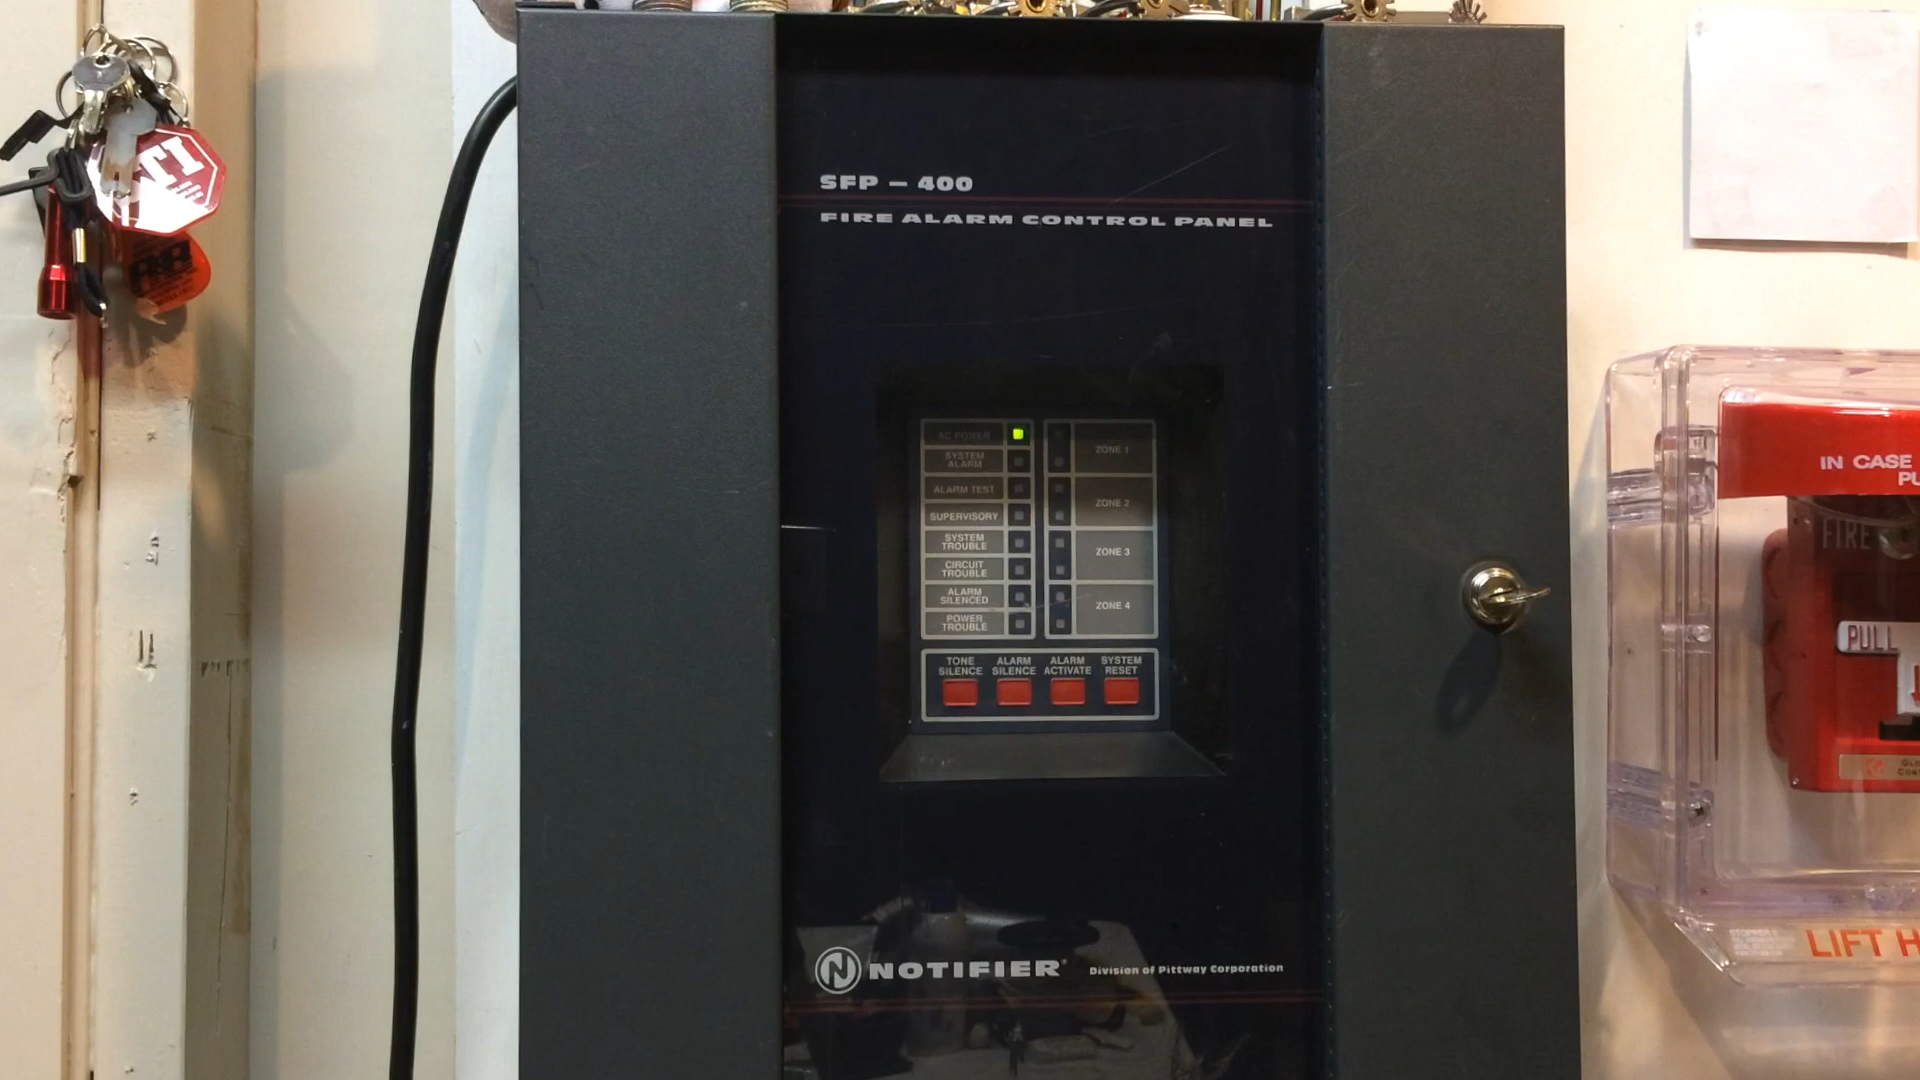 STI
SFP – 400
FIRE ALARM CONTROL PANEL
AC POWER
SYSTEM
ALARM
ALARM TEST
SUPERVISORY
SYSTEM
TROUBLE
CIRCUIT
TROUBLE
ALARM
SILENCED
POWER
TROUBLE
ZONE 1
ZONE 2
ZONE 3
ZONE 4
TONE
SILENCE
ALARM
SILENCE
ALARM
ACTIVATE
SYSTEM
RESET
N NOTIFIER
Division of Pittway Corporation
IN CASE
PU
FIRE
PULL
LIFT H